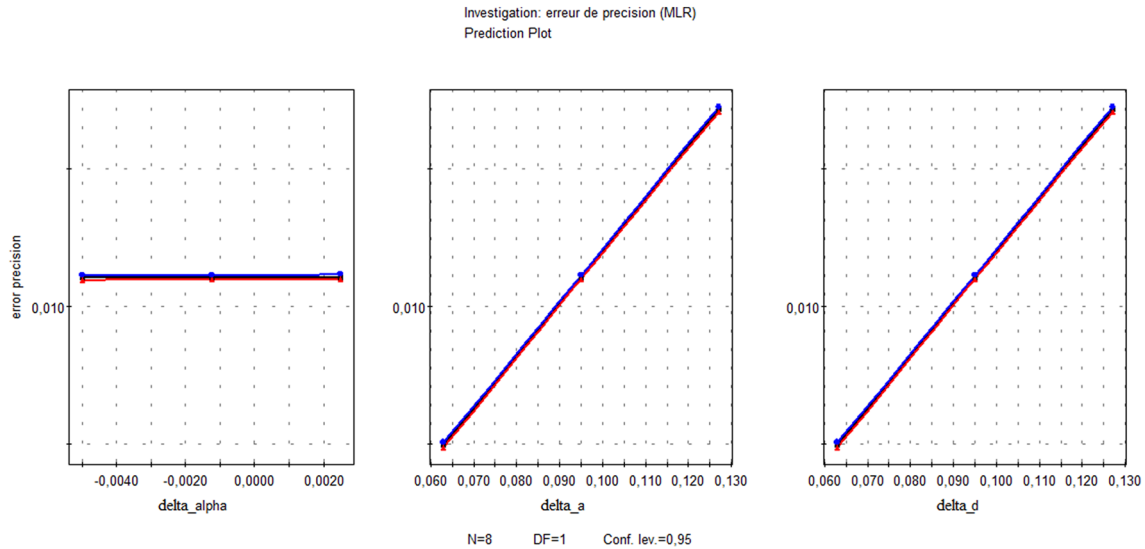 Investigation: erreur de precision (MLR)
Prediction Plot
error precision
0,010
-0,0040 -0,0020 0,0000 0,0020
delta_alpha
0,010
0,060 0,070 0,080 0,090 0,100 0,110 0,120 0,130
delta_a
0,010
0,060 0,070 0,080 0,090 0,100 0,110 0,120 0,130
delta_d
N=8 DF=1 Conf. lev.=0,95